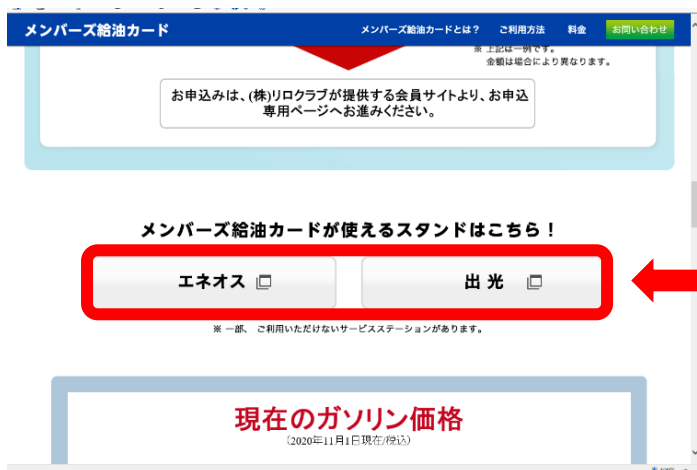 メンバーズ給油カード
メンバーズ給油カードとは？ ご利用方法 料金 お問い合わせ
※ 上記は一例です。
金額は場合により異なります。
お申込みは、(株)リロクラブが提供する会員サイトより、お申込
専用ページへお進みください。
メンバーズ給油カードが使えるスタンドはこちら！
エネオス 出光
※ 一部、ご利用いただけないサービスステーションがあります。
現在のガソリン価格
(2020年11月1日現在/税込)